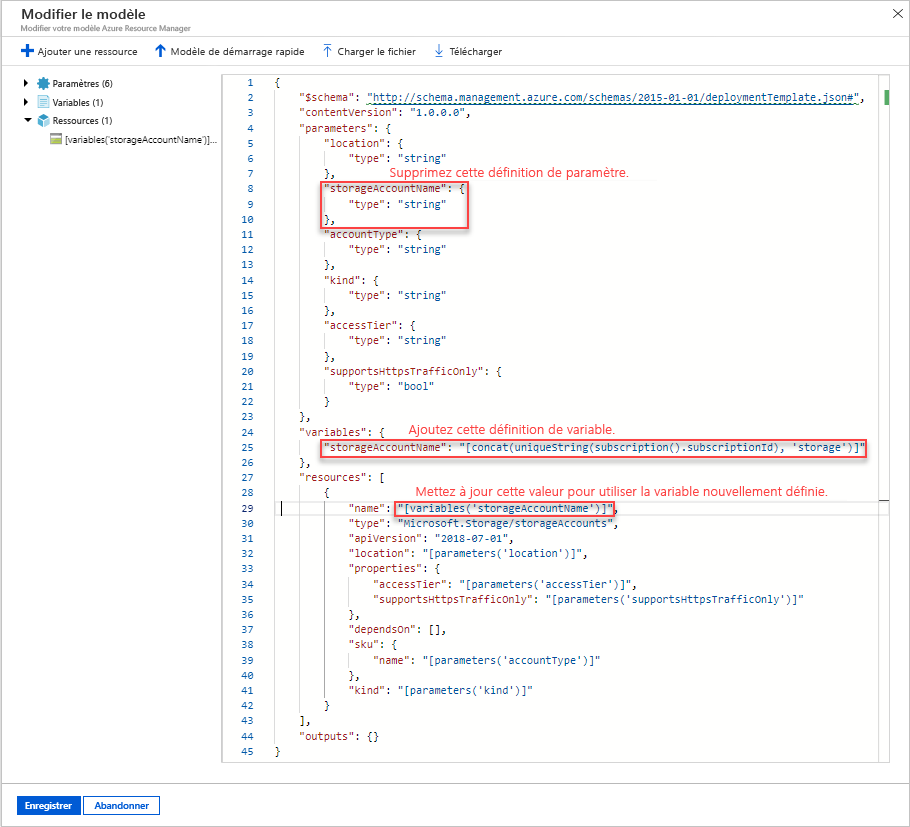 Modifier le modèle
Modifier votre modèle Azure Resource Manager
Ajouter une ressource
Modèle de démarrage rapide
Charger le fichier
Télécharger
Paramètres (6)
Variables (1)
Ressources (1)
[variables('storageAccountName')]...
1 {
2 "$schema": "http://schema.management.azure.com/schemas/2015-01-01/deploymentTemplate.json#",
3 "contentVersion": "1.0.0.0",
4 "parameters": {
5 "location": {
6 "type": "string"
7 },
Supprimez cette définition de paramètre.
8 "storageAccountName": {
9 "type": "string"
10 },
11 "accountType": {
12 "type": "string"
13 },
14 "kind": {
15 "type": "string"
16 },
17 "accessTier": {
18 "type": "string"
19 },
20 "supportsHttpsTrafficOnly": {
21 "type": "bool"
22 }
23 },
24 "variables": {
Ajoutez cette définition de variable.
25 "storageAccountName": "[concat(uniqueString(subscription().subscriptionId), 'storage')]"
26 },
27 "resources": [
28 {
Mettez à jour cette valeur pour utiliser la variable nouvellement définie.
29 "name": "[variables('storageAccountName')]",
30 "type": "Microsoft.Storage/storageAccounts",
31 "apiVersion": "2018-07-01",
32 "location": "[parameters('location')]",
33 "properties": {
34 "accessTier": "[parameters('accessTier')]",
35 "supportsHttpsTrafficOnly": "[parameters('supportsHttpsTrafficOnly')]"
36 },
37 "dependsOn": [],
38 "sku": {
39 "name": "[parameters('accountType')]"
40 },
41 "kind": "[parameters('kind')]"
42 }
43 ],
44 "outputs": {}
45 }
Enregistrer
Abandonner